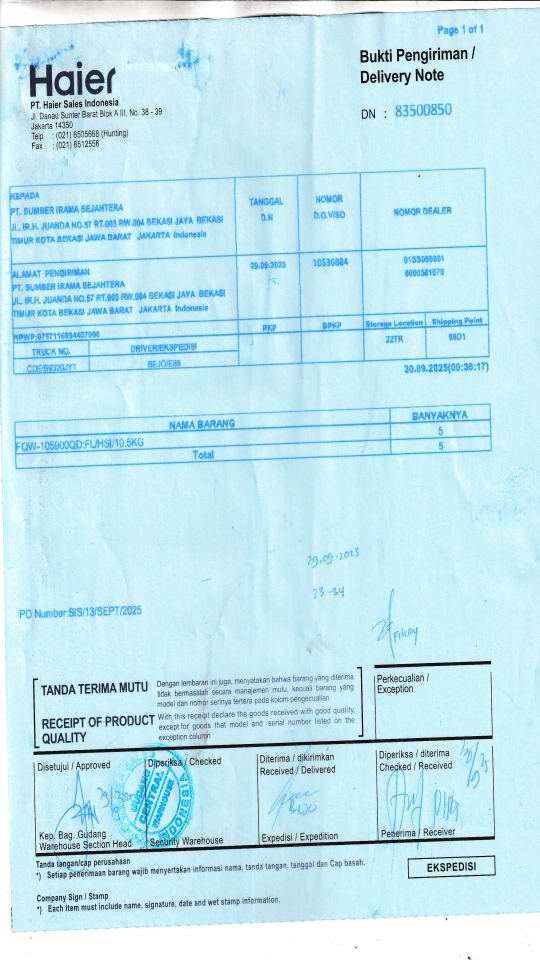 Page 1 of 1
Haier
Bukti Pengiriman /
Delivery Note
PT. Haier Sales Indonesia
Jl. Danau Sunter Barat Blok A III, No. 38 - 39
Jakarta 14350
Telp : (021) 6505668 (Hunting)
Fax : (021) 6512556
DN : 83500850
KEPADA
PT. SUMBER IRAMA SEJAHTERA
JL. IR.H. JUANDA NO.57 RT.003 RW.004 BEKASI JAYA BEKASI
TIMUR KOTA BEKASI JAWA BARAT JAKARTA Indonesia
TANGGAL
D.N
NOMOR
D.O.V/SO
NOMOR DEALER
ALAMAT PENGIRIMAN
PT. SUMBER IRAMA SEJAHTERA
JL. IR.H. JUANDA NO.57 RT.003 RW.004 BEKASI JAYA BEKASI
TIMUR KOTA BEKASI JAWA BARAT JAKARTA Indonesia
29.09.2025
10536884
6000581070
NPWP:0757116934407000
PKP
BPKP
Storage Location
Shipping Point
22TR
TRUCK NO.
DRIVER/EKSPEDISI
CDE/B9320JYT
BEJO/E86
30.09.2025(00:38:17)
NAMA BARANG
BANYAKNYA
FQW-105900QD:FL/HSI/10.5KG
5
Total
5
29-09-2025
23.34
PO Number:SIS/13/SEPT/2025
TANDA TERIMA MUTU
Dengan lembaran ini juga, menyatakan bahwa barang yang diterima
tidak bermasalah secara manajemen mutu, kecuali barang yang
model dan nomor serinya tertera pada kolom pengecualian
RECEIPT OF PRODUCT
QUALITY
With this receipt declare the goods received with good quality,
except for goods that model and serial number listed on the
exception column
Perkecualian /
Exception
Disetujui / Approved
Diperiksa / Checked
Diterima / dikirimkan
Received / Delivered
Diperiksa / diterima
Checked / Received
CENTRAL
WAREHOUSE
INDONESIA
Kep. Bag. Gudang
Warehouse Section Head
Security Warehouse
Expedisi / Expedition
Penerima / Receiver
Tanda tangan/cap perusahaan
*) Setiap penerimaan barang wajib menyertakan informasi nama, tanda tangan, tanggal dan Cap basah.
EKSPEDISI
Company Sign / Stamp
*) Each item must include name, signature, date and wet stamp information.